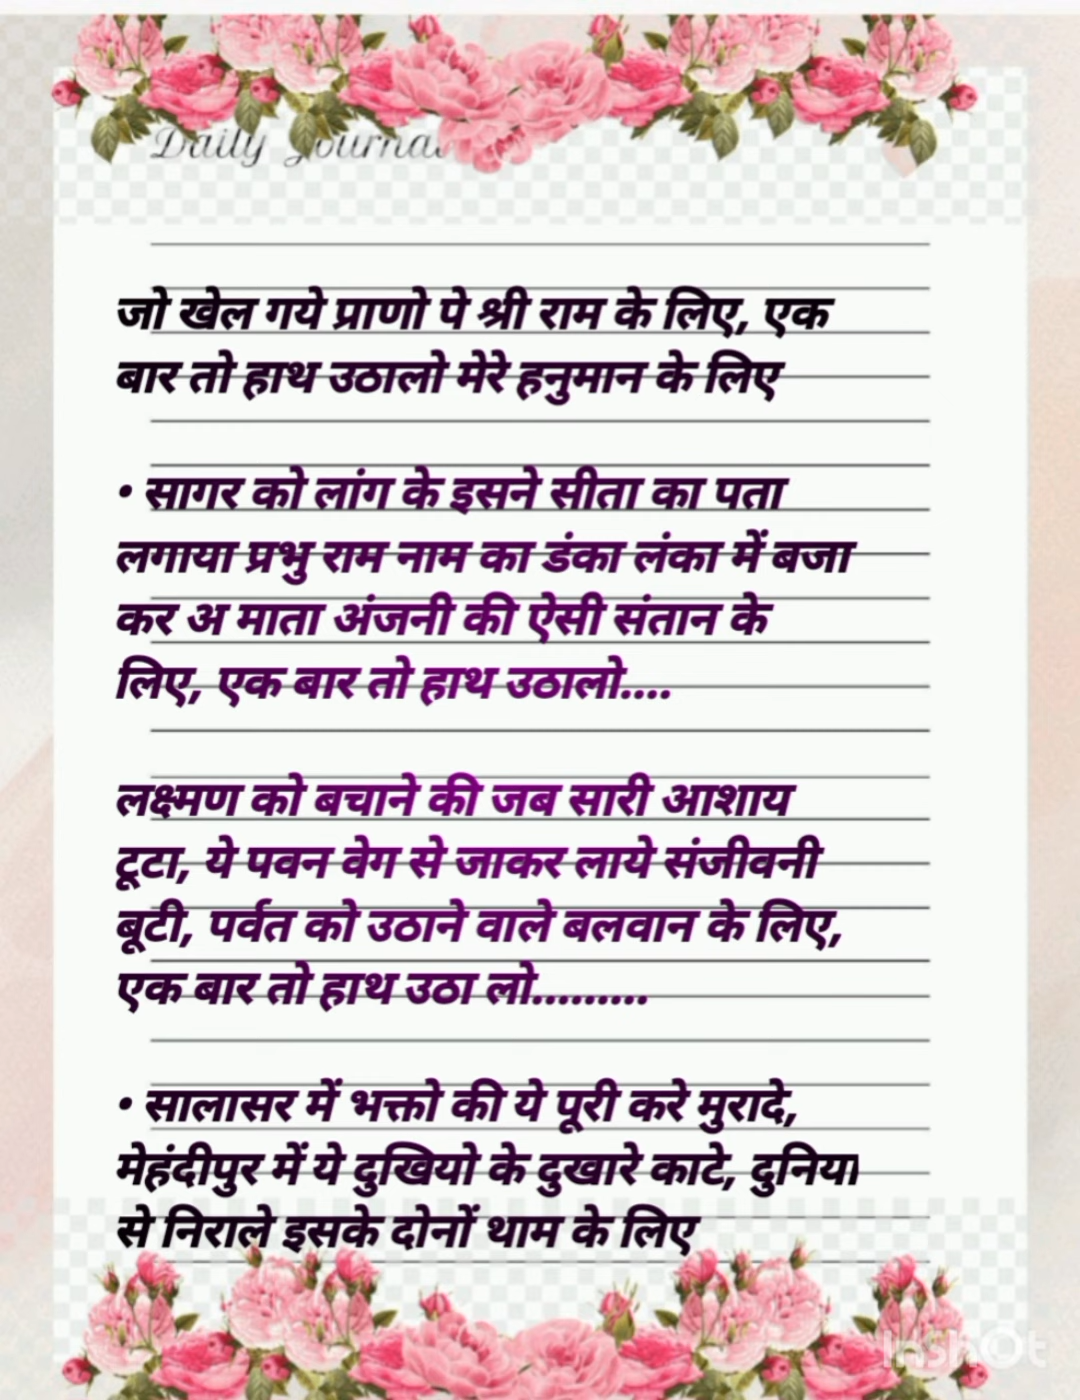 Daily Journal
जो खेल गये प्राणो पे श्री राम के लिए, एक
बार तो हाथ उठालो मेरे हनुमान के लिए
• सागर को लांग के इसने सीता का पता
लगाया प्रभु राम नाम का डंका लंका में बजा
कर अ माता अंजनी की ऐसी संतान के
लिए, एक बार तो हाथ उठालो....
लक्ष्मण को बचाने की जब सारी आशाय
टूटा, ये पवन वेग से जाकर लाये संजीवनी
बूटी, पर्वत को उठाने वाले बलवान के लिए,
एक बार तो हाथ उठा लो.........
• सालासर में भक्तो की ये पूरी करे मुरादे,
मेहंदीपुर में ये दुखियो के दुखारे काटे, दुनिया
से निराले इसके दोनों थाम के लिए
InShOt